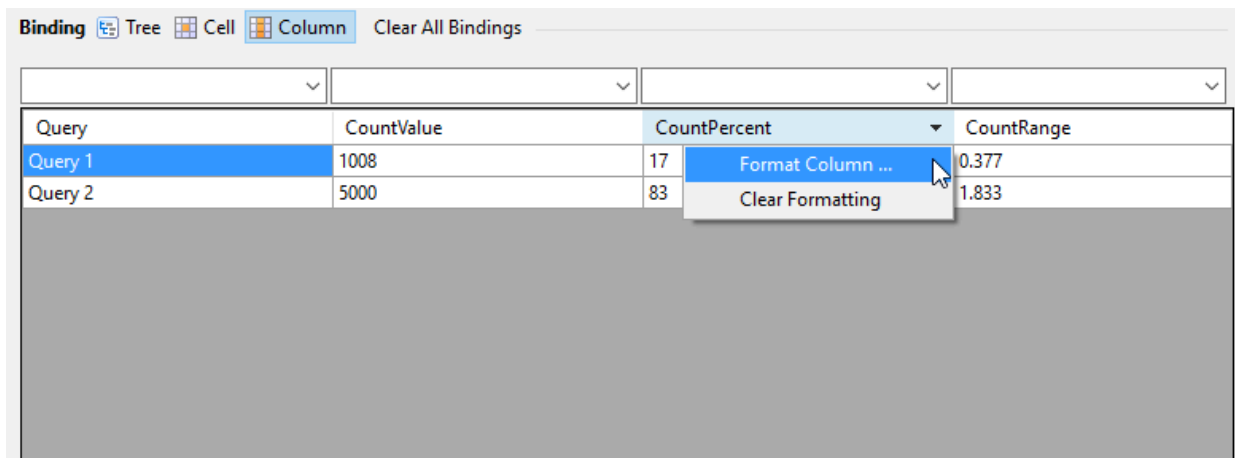 Binding Tree Cell Column Clear All Bindings
Query CountValue CountPercent CountRange
Query 1 1008 17 Format Column ... 0.377
Query 2 5000 83 Clear Formatting 1.833